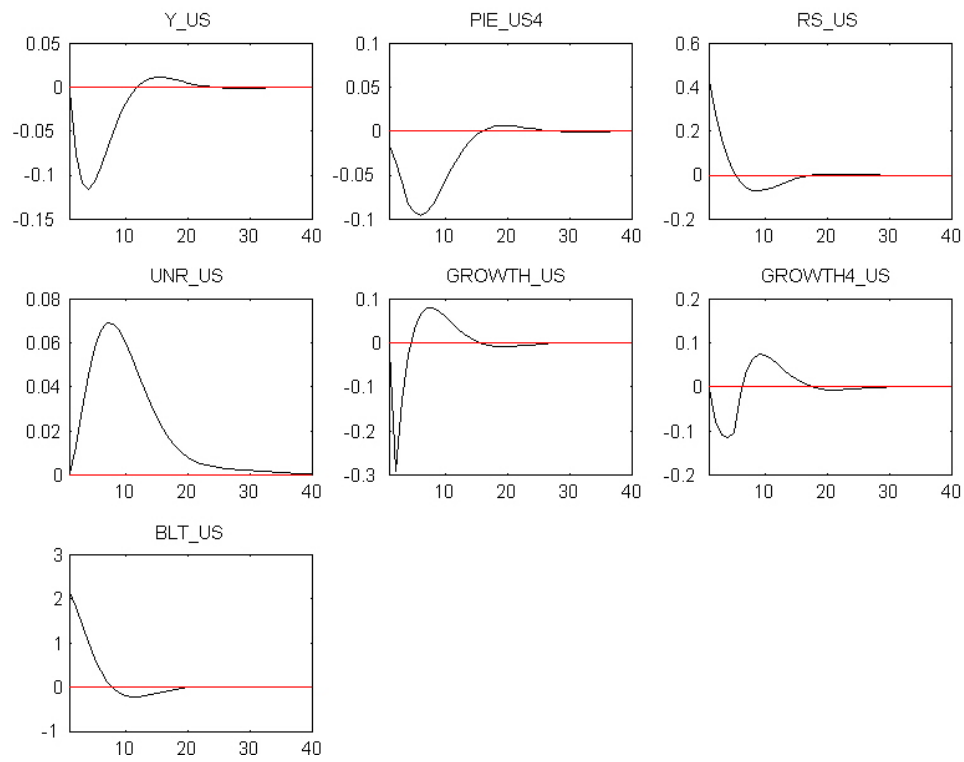 Y_US PIE_US4 RS_US
0.05 0.1 0.6
0 0.05 0.4
-0.05 0 0.2
-0.1 -0.05 0
-0.15 -0.1 -0.2
10 20 30 40 10 20 30 40 10 20 30 40
UNR_US GROWTH_US GROWTH4_US
0.08 0.1 0.2
0.06 0 0.1
0.04 -0.1 0
0.02 -0.2 -0.1
0 -0.3 -0.2
10 20 30 40 10 20 30 40 10 20 30 40
BLT_US
3
2
1
0
-1
10 20 30 40